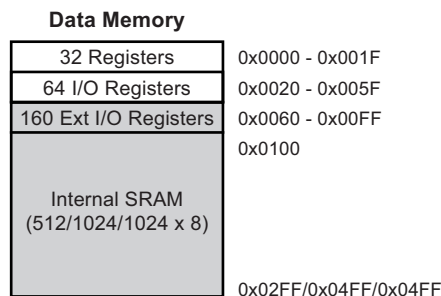 Data Memory
32 Registers 0x0000 - 0x001F
64 I/O Registers 0x0020 - 0x005F
160 Ext I/O Registers 0x0060 - 0x00FF
0x0100
Internal SRAM
(512/1024/1024 x 8)
0x02FF/0x04FF/0x04FF